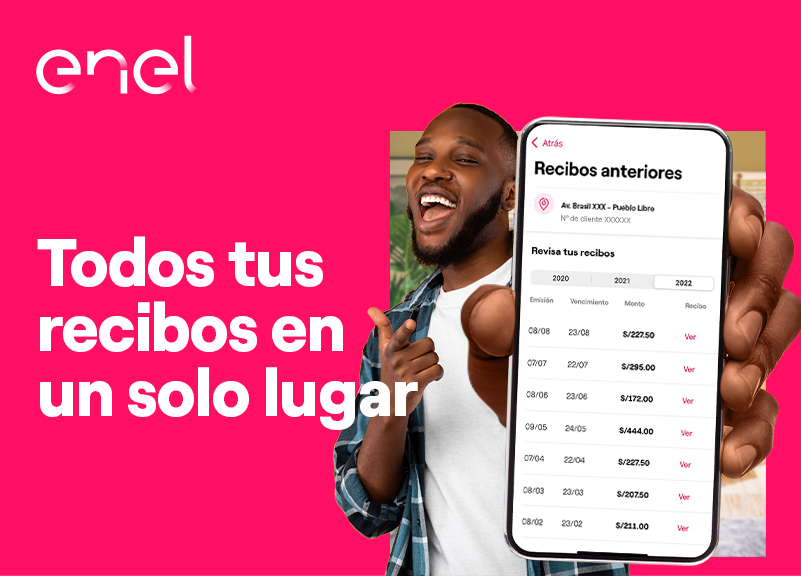 enel
Todos tus
recibos en
un solo lugar
Atrás
Recibos anteriores
Av. Brasil XXX - Pueblo Libre
N° de cliente XXXXXX
Revisa tus recibos
2020 2021 2022
Emisión Vencimiento Monto Recibo
08/08 23/08 S/227.50 Ver
07/07 22/07 S/295.00 Ver
08/06 23/06 S/172.00 Ver
09/05 24/05 S/444.00 Ver
07/04 22/04 S/227.50 Ver
08/03 23/03 S/207.50 Ver
08/02 23/02 S/211.00 Ver